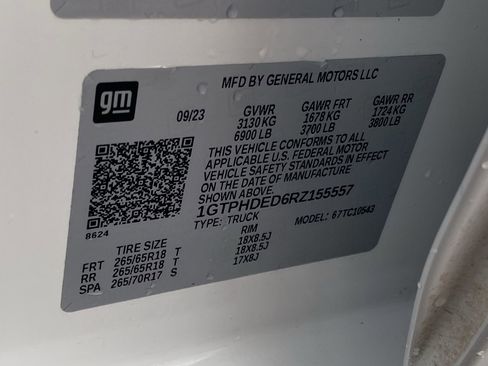 gm
MFD BY GENERAL MOTORS LLC
09/23 GVWR GAWR FRT GAWR RR
3130 KG 1678 KG 1724 KG
6900 LB 3700 LB 3800 LB
THIS VEHICLE CONFORMS TO ALL
APPLICABLE U.S. FEDERAL MOTOR
VEHICLE SAFETY STANDARDS IN EFFECT
ON THE DATE OF MANUFACTURE
SHOWN ABOVE.
1GTPHDED6RZ155557
TYPE: TRUCK MODEL: 67TC10543
8624
TIRE SIZE RIM
FRT 265/65R18 T 18X8.5J
RR 265/65R18 T 18X8.5J
SPA 265/70R17 S 17X8J